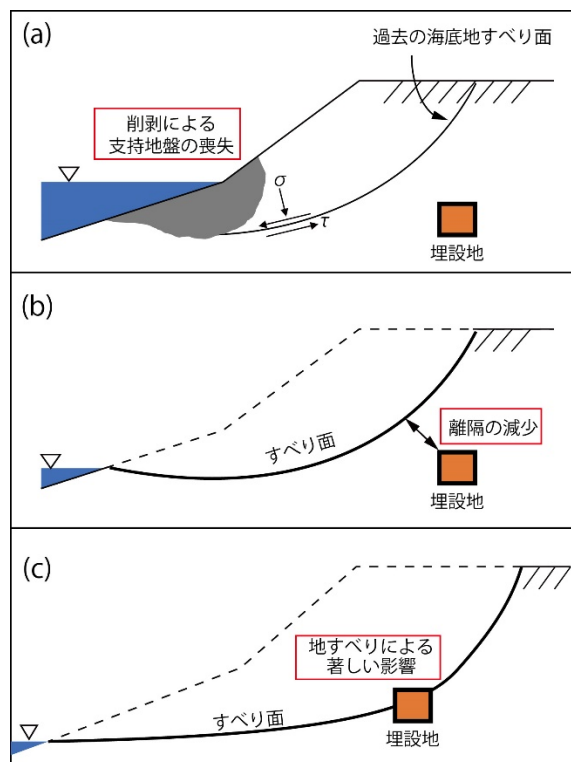 (a)
過去の海底地すべり面
削剥による
支持地盤の喪失
σ
τ
埋設地
(b)
すべり面
離隔の減少
埋設地
(c)
地すべりによる
著しい影響
すべり面
埋設地